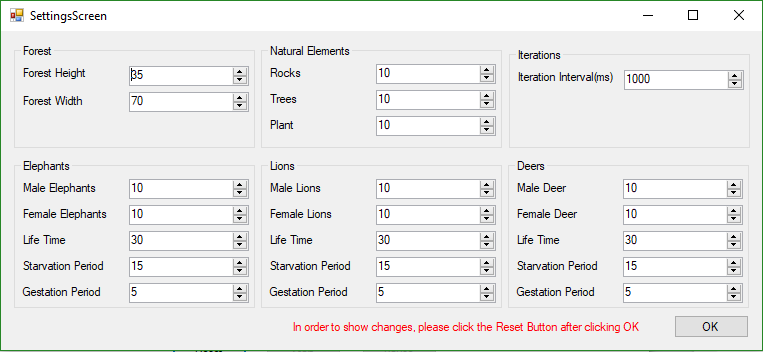 SettingsScreen
Forest
Forest Height 35
Forest Width 70
Natural Elements
Rocks 10
Trees 10
Plant 10
Iterations
Iteration Interval(ms) 1000
Elephants
Male Elephants 10
Female Elephants 10
Life Time 30
Starvation Period 15
Gestation Period 5
Lions
Male Lions 10
Female Lions 10
Life Time 30
Starvation Period 15
Gestation Period 5
Deers
Male Deer 10
Female Deer 10
Life Time 30
Starvation Period 15
Gestation Period 5
In order to show changes, please click the Reset Button after clicking OK
OK